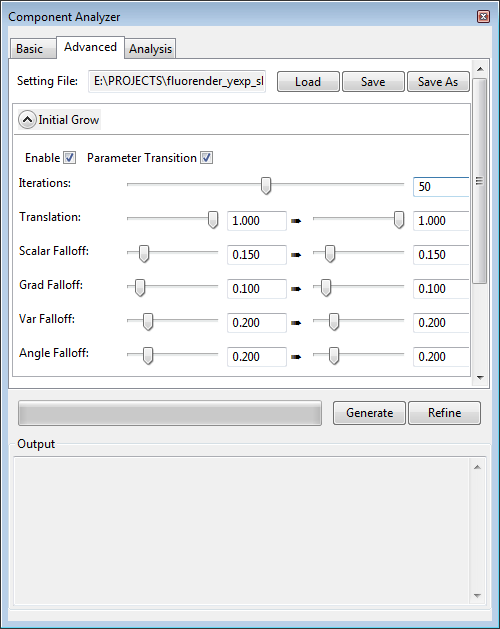 Component Analyzer
Basic Advanced Analysis
Setting File: E:\PROJECTS\fluorender_yexp_sl Load Save Save As
Initial Grow
Enable Parameter Transition
Iterations: 50
Translation: 1.000 1.000
Scalar Falloff: 0.150 0.150
Grad Falloff: 0.100 0.100
Var Falloff: 0.200 0.200
Angle Falloff: 0.200 0.200
Generate Refine
Output